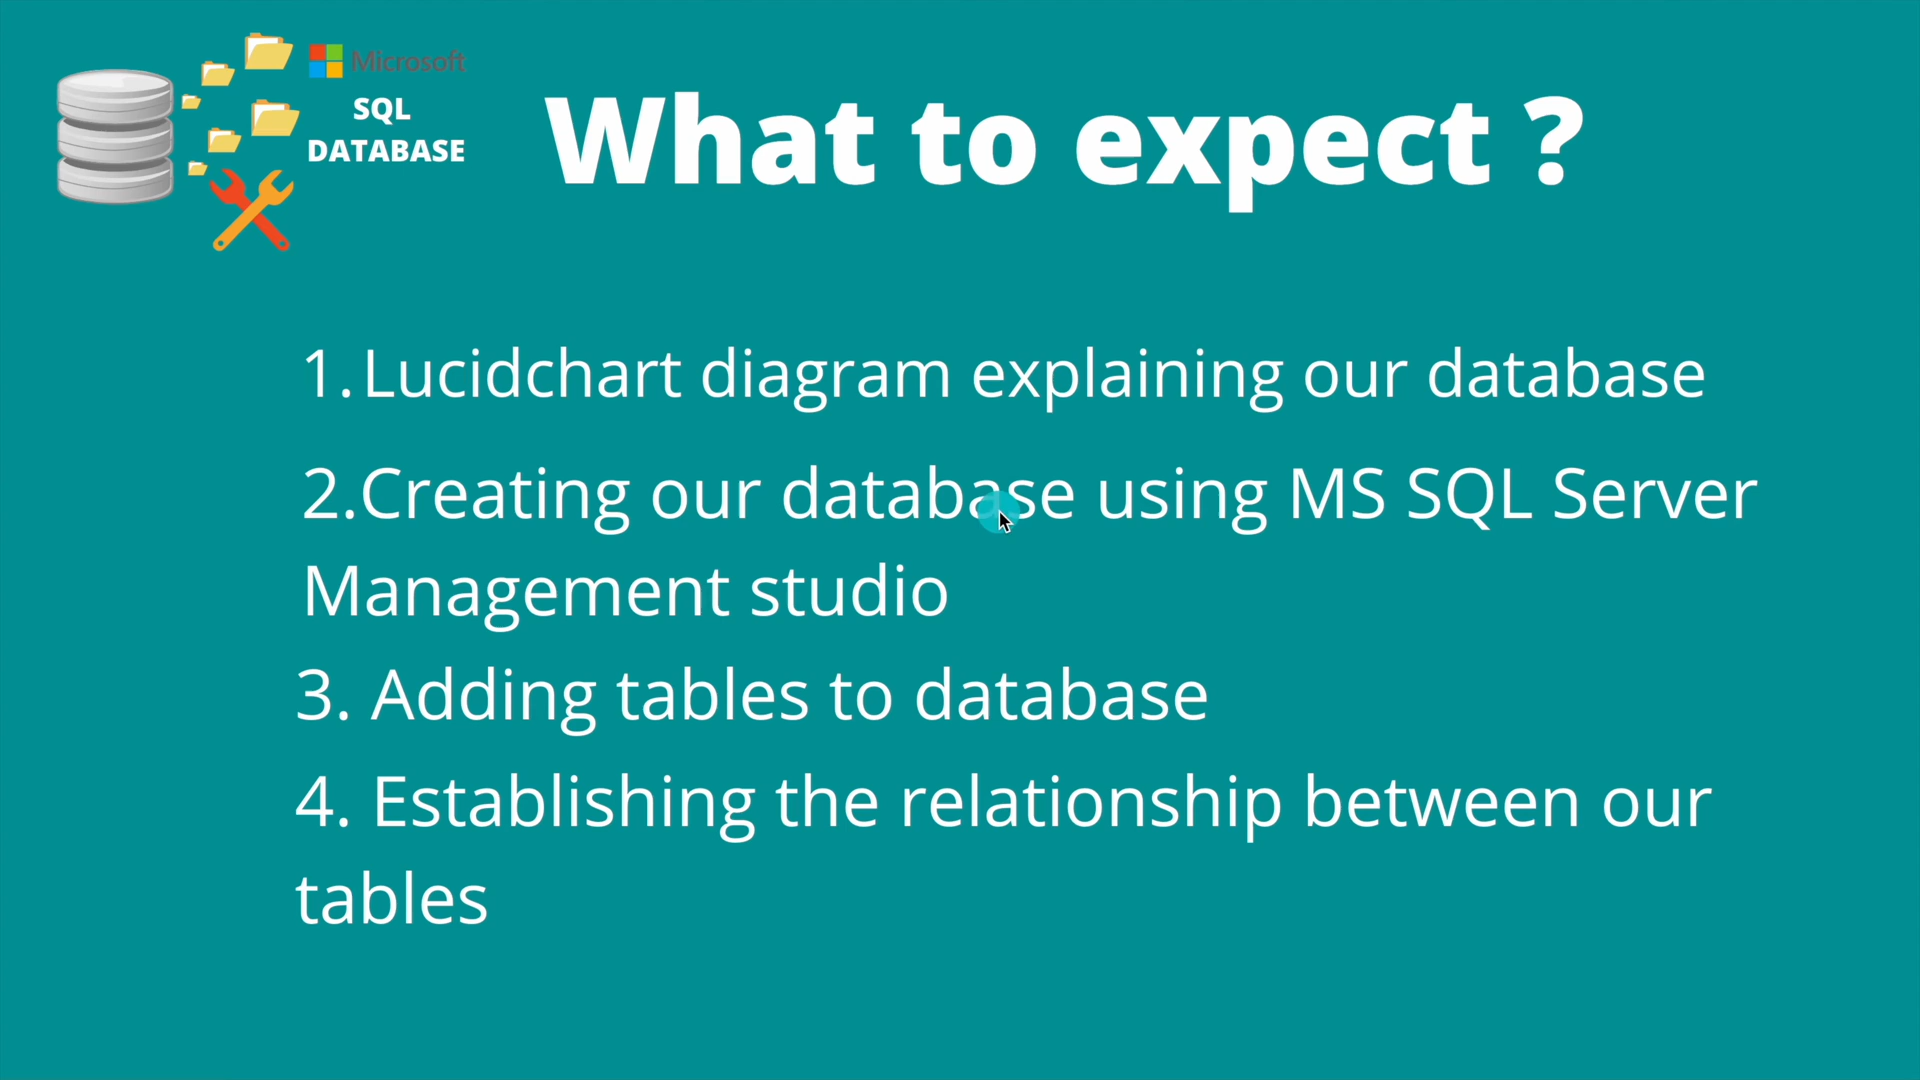 Microsoft
SQL
DATABASE
What to expect ?
1. Lucidchart diagram explaining our database
2.Creating our database using MS SQL Server
Management studio
3. Adding tables to database
4. Establishing the relationship between our
tables